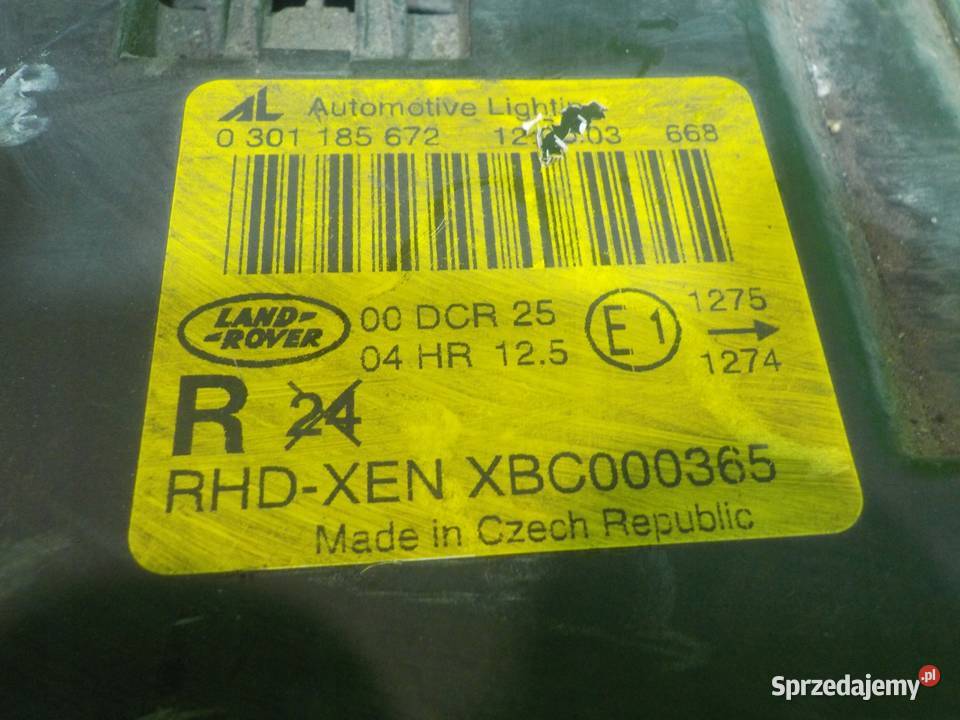 AL Automotive
0 301 185 672 668
LAND-
-ROVER
00 DCR 25
04 HR 12.5
E1
1275
1274
R 24
RHD-XEN XBC000365
Made in Czech Republic
Sprzedajemy.pl